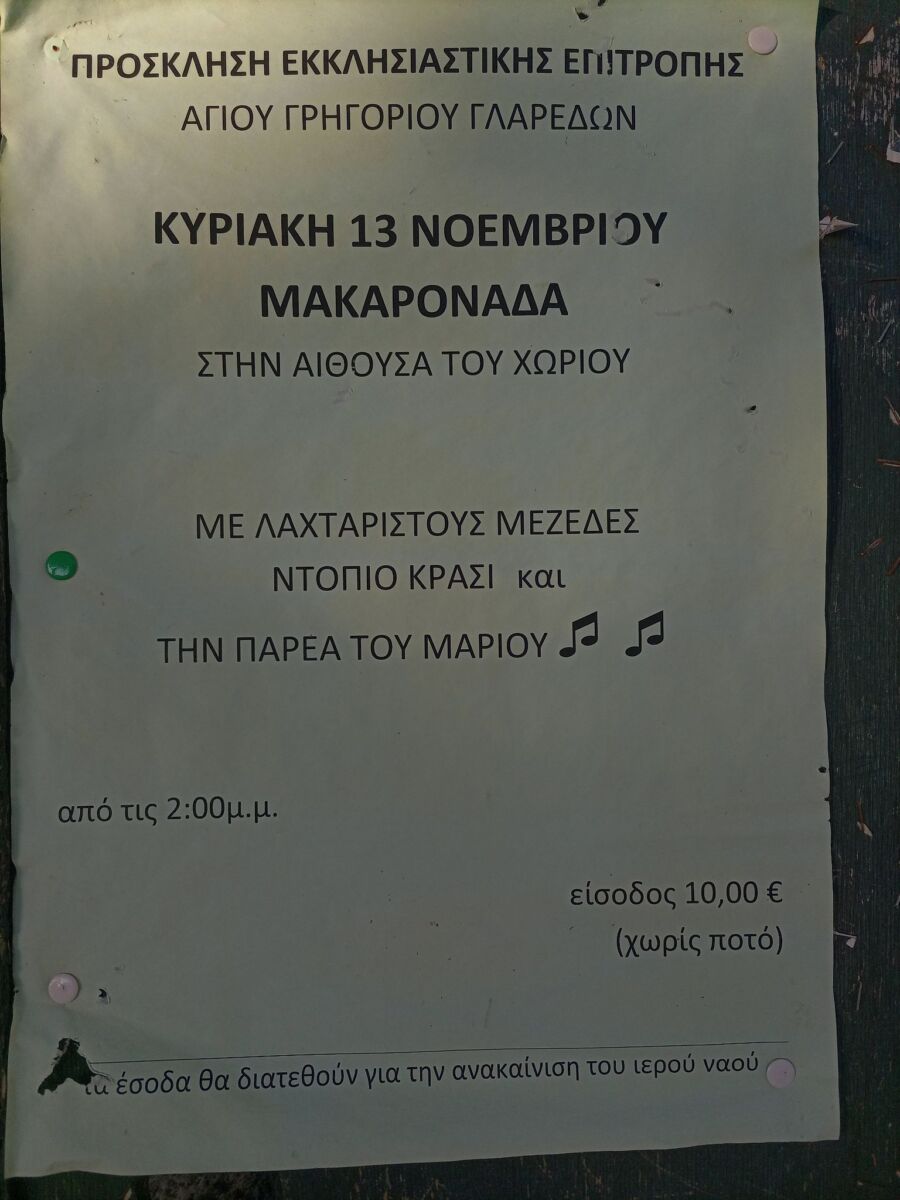 ΠΡΟΣΚΛΗΣΗ ΕΚΚΛΗΣΙΑΣΤΙΚΗΣ ΕΠΙΤΡΟΠΗΣ
ΑΓΙΟΥ ΓΡΗΓΟΡΙΟΥ ΓΛΑΡΕΔΩΝ
ΚΥΡΙΑΚΗ 13 ΝΟΕΜΒΡΙΟΥ
ΜΑΚΑΡΟΝΑΔΑ
ΣΤΗΝ ΑΙΘΟΥΣΑ ΤΟΥ ΧΩΡΙΟΥ
ΜΕ ΛΑΧΤΑΡΙΣΤΟΥΣ ΜΕΖΕΔΕΣ
ΝΤΟΠΙΟ ΚΡΑΣΙ και
ΤΗΝ ΠΑΡΕΑ ΤΟΥ ΜΑΡΙΟΥ ♫ ♫
από τις 2:00μ.μ.
είσοδος 10,00 €
(χωρίς ποτό)
τα έσοδα θα διατεθούν για την ανακαίνιση του ιερού ναού